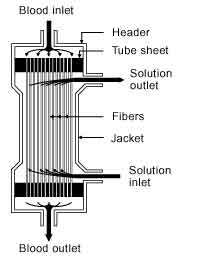 Blood inlet
Header
Tube sheet
Solution
outlet
Fibers
Jacket
Solution
inlet
Blood outlet